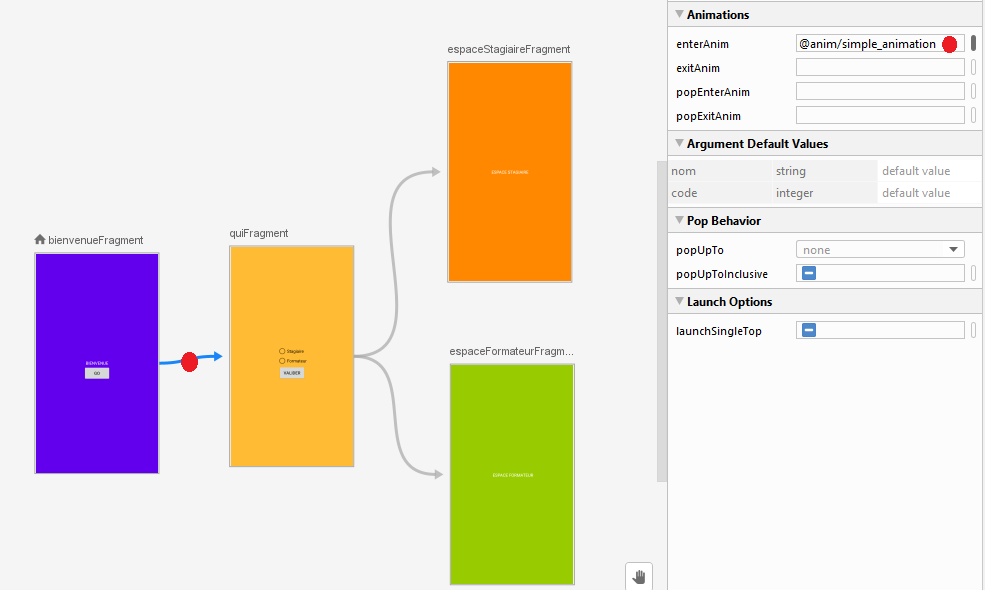 espaceStagiaireFragment
ESPACE STAGIAIRE
bienvenueFragment
BIENVENUE
GO
quiFragment
Stagiaire
Formateur
VALIDER
espaceFormateurFragm...
ESPACE FORMATEUR
Animations
enterAnim @anim/simple_animation
exitAnim
popEnterAnim
popExitAnim
Argument Default Values
nom string default value
code integer default value
Pop Behavior
popUpTo none
popUpToInclusive
Launch Options
launchSingleTop